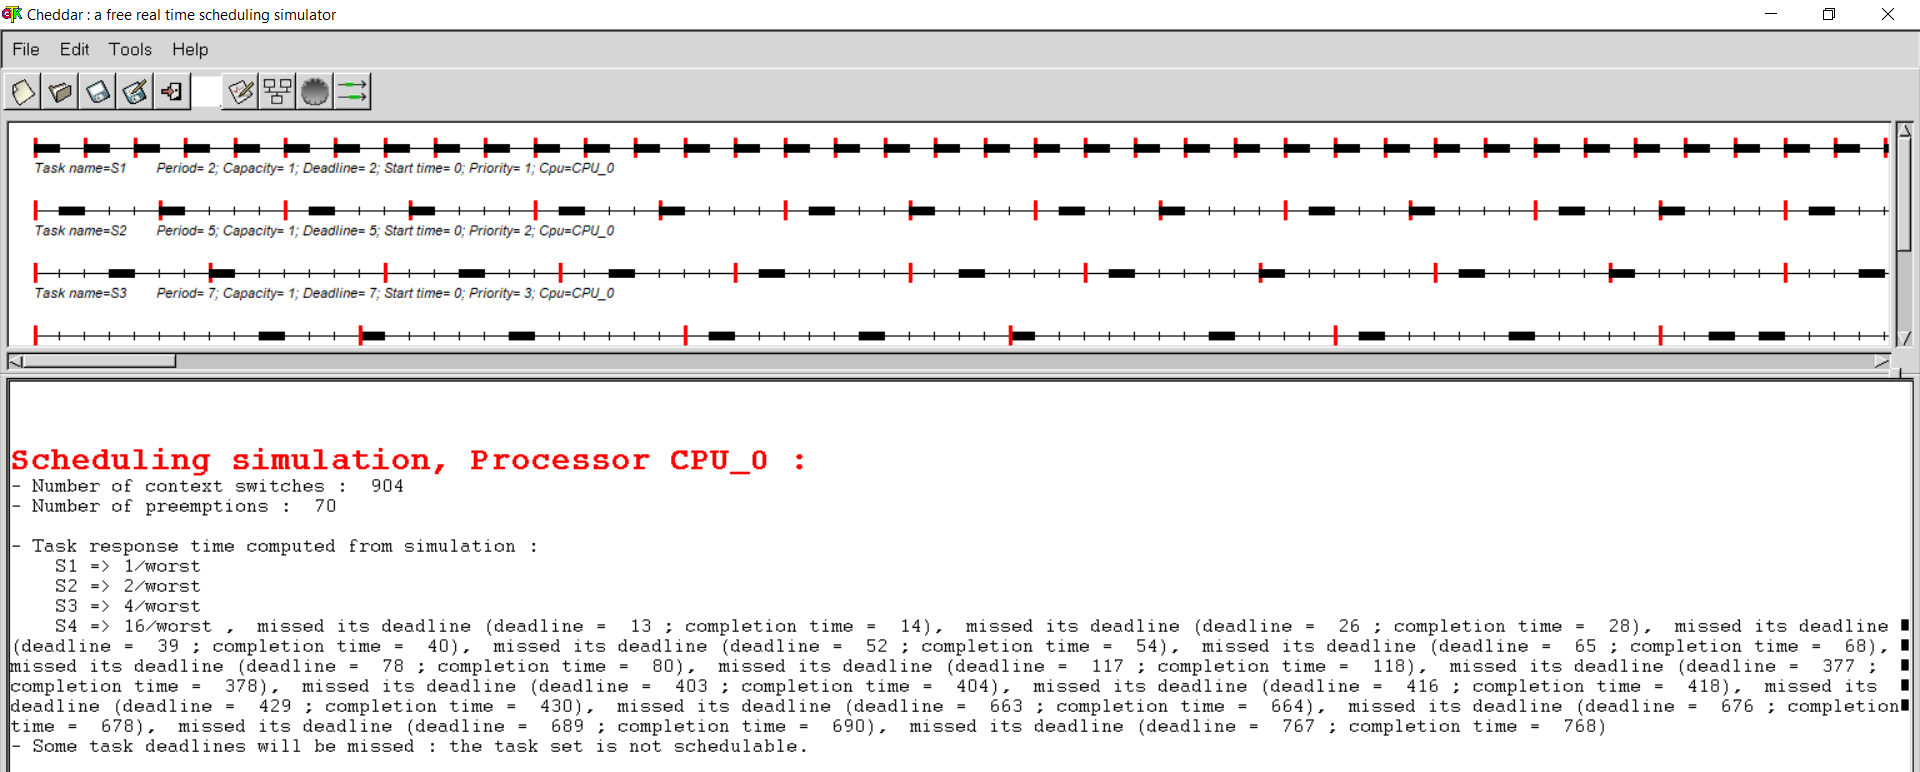 Cheddar : a free real time scheduling simulator
File Edit Tools Help
Task name=S1 Period= 2; Capacity= 1; Deadline= 2; Start time= 0; Priority= 1; Cpu=CPU_0
Task name=S2 Period= 5; Capacity= 1; Deadline= 5; Start time= 0; Priority= 2; Cpu=CPU_0
Task name=S3 Period= 7; Capacity= 1; Deadline= 7; Start time= 0; Priority= 3; Cpu=CPU_0
Scheduling simulation, Processor CPU_0 :
- Number of context switches : 904
- Number of preemptions : 70
- Task response time computed from simulation :
S1 => 1/worst
S2 => 2/worst
S3 => 4/worst
S4 => 16/worst , missed its deadline (deadline = 13 ; completion time = 14), missed its deadline (deadline = 26 ; completion time = 28), missed its deadline
(deadline = 39 ; completion time = 40), missed its deadline (deadline = 52 ; completion time = 54), missed its deadline (deadline = 65 ; completion time = 68),
missed its deadline (deadline = 78 ; completion time = 80), missed its deadline (deadline = 117 ; completion time = 118), missed its deadline (deadline = 377 ;
completion time = 378), missed its deadline (deadline = 403 ; completion time = 404), missed its deadline (deadline = 416 ; completion time = 418), missed its
deadline (deadline = 429 ; completion time = 430), missed its deadline (deadline = 663 ; completion time = 664), missed its deadline (deadline = 676 ; completion
time = 678), missed its deadline (deadline = 689 ; completion time = 690), missed its deadline (deadline = 767 ; completion time = 768)
- Some task deadlines will be missed : the task set is not schedulable.